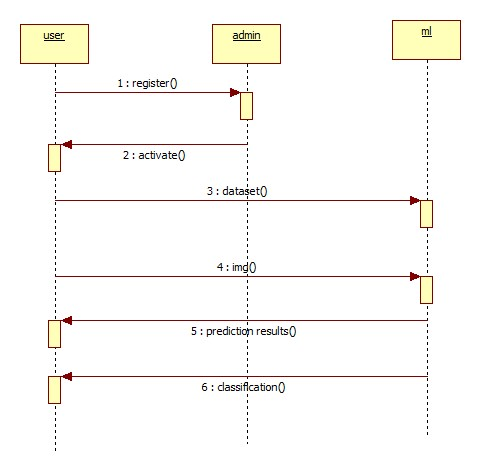 user
admin
ml
1 : register()
2 : activate()
3 : dataset()
4 : img()
5 : prediction results()
6 : classification()